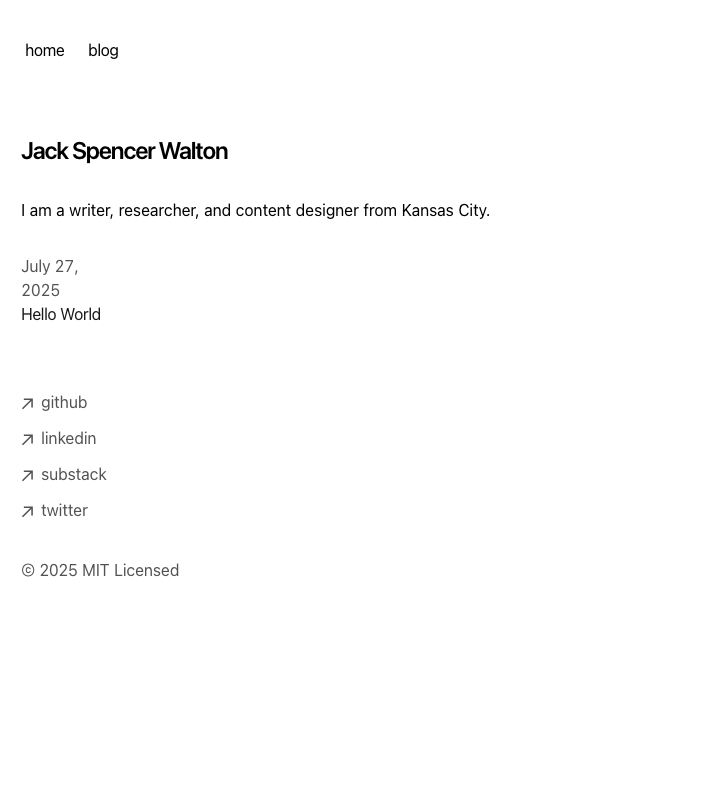 home blog
Jack Spencer Walton
I am a writer, researcher, and content designer from Kansas City.
July 27,
2025
Hello World
github
linkedin
substack
twitter
© 2025 MIT Licensed